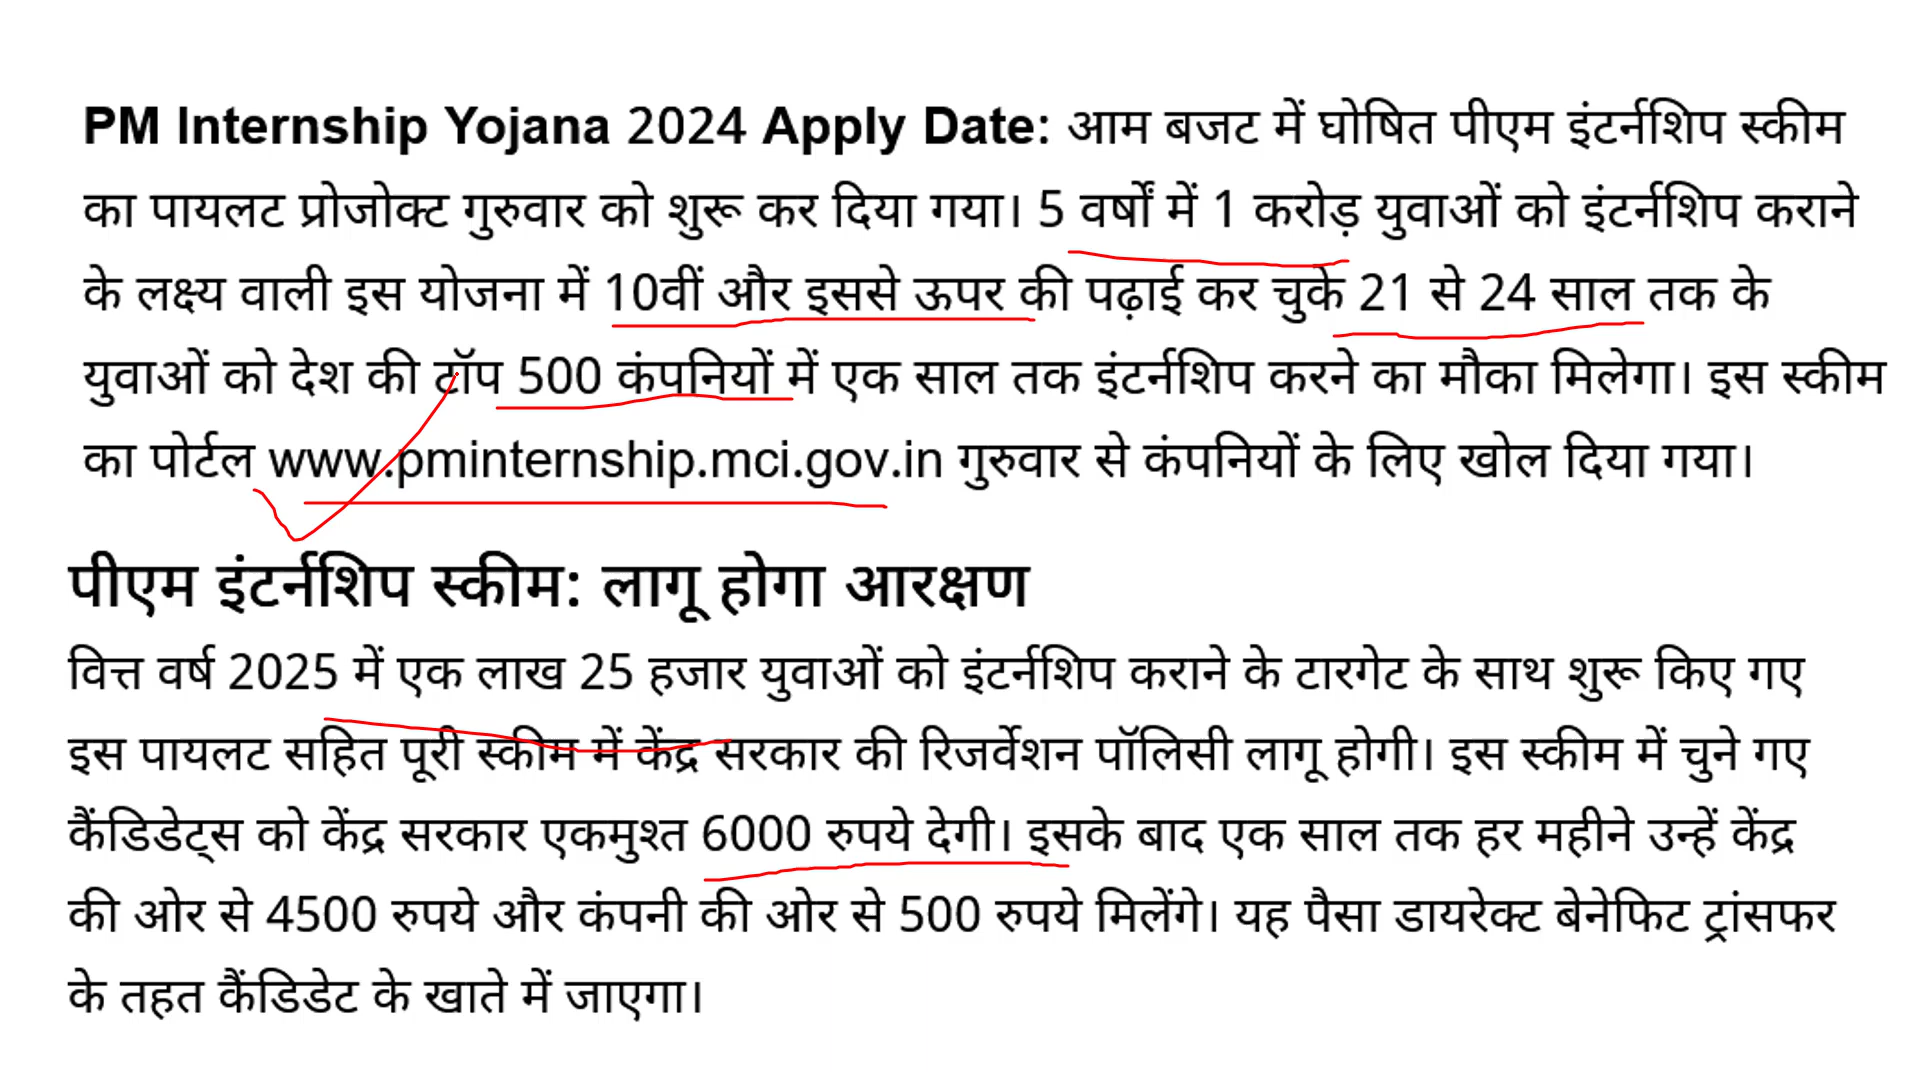 PM Internship Yojana 2024 Apply Date: आम बजट में घोषित पीएम इंटर्नशिप स्कीम
का पायलट प्रोजोक्ट गुरुवार को शुरू कर दिया गया। 5 वर्षों में 1 करोड़ युवाओं को इंटर्नशिप कराने
के लक्ष्य वाली इस योजना में 10वीं और इससे ऊपर की पढ़ाई कर चुके 21 से 24 साल तक के
युवाओं को देश की टॉप 500 कंपनियों में एक साल तक इंटर्नशिप करने का मौका मिलेगा। इस स्कीम
का पोर्टल www.pminternship.mci.gov.in गुरुवार से कंपनियों के लिए खोल दिया गया।
पीएम इंटर्नशिप स्कीम: लागू होगा आरक्षण
वित्त वर्ष 2025 में एक लाख 25 हजार युवाओं को इंटर्नशिप कराने के टारगेट के साथ शुरू किए गए
इस पायलट सहित पूरी स्कीम में केंद्र सरकार की रिजर्वेशन पॉलिसी लागू होगी। इस स्कीम में चुने गए
कैंडिडेट्स को केंद्र सरकार एकमुश्त 6000 रुपये देगी। इसके बाद एक साल तक हर महीने उन्हें केंद्र
की ओर से 4500 रुपये और कंपनी की ओर से 500 रुपये मिलेंगे। यह पैसा डायरेक्ट बेनेफिट ट्रांसफर
के तहत कैंडिडेट के खाते में जाएगा।